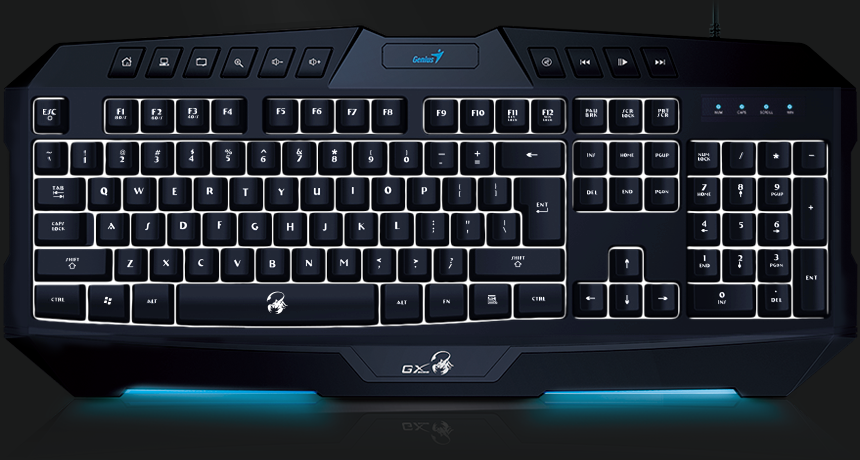 Genius
ESC F1 F2 F3 F4 F5 F6 F7 F8 F9 F10 F11 F12 PAU BRK SCR LOCK PRT SCR
NUM CAPS SCROLL WIN
~ ! 1 @ 2 # 3 $ 4 % 5 ^ 6 & 7 * 8 ( 9 ) 0 — + = ← INS HOME PGUP NUM LOCK / * −
TAB Q W E R T Y U I O P { [ } ] ENT DEL END PGDN 7 HOME 8 ↑ 9 PGUP +
CAPS LOCK A S D F G H J K L : ; " ' | \ 4 ← 5 6 →
SHIFT ⇧ Z X C V B N M < , > . ? / SHIFT ⇧ ↑ 1 END 2 ↓ 3 PGDN ENT
CTRL ALT ALT FN CTRL ← ↓ → 0 INS . DEL
GX